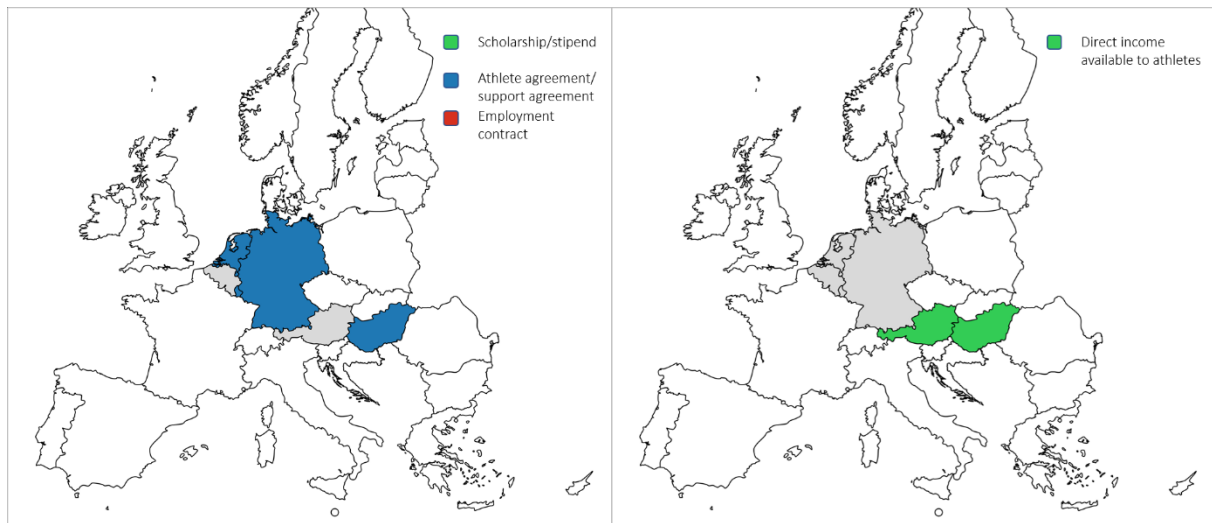 Scholarship/stipend
Athlete agreement/
support agreement
Employment
contract
Direct income
available to athletes